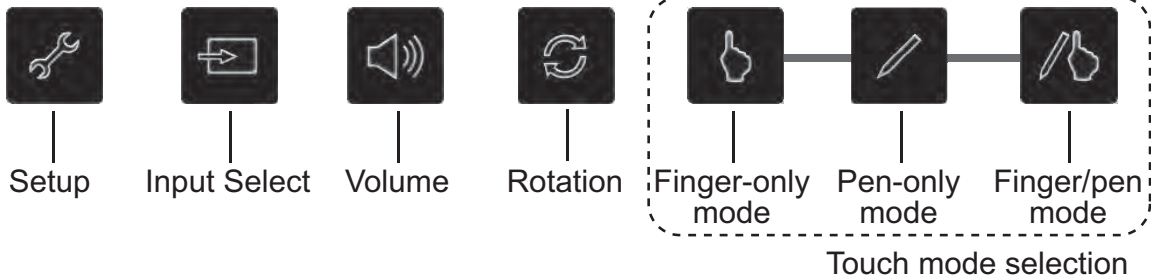 Setup
Input Select
Volume
Rotation
Finger-only
mode
Pen-only
mode
Finger/pen
mode
Touch mode selection